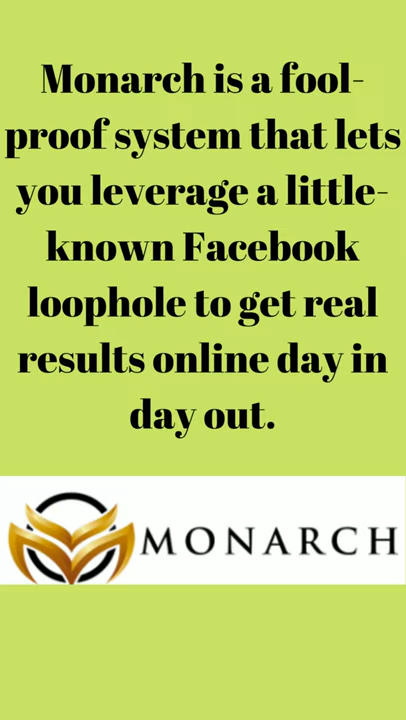 Monarch is a fool-
proof system that lets
you leverage a little-
known Facebook
loophole to get real
results online day in
day out.
MONARCH